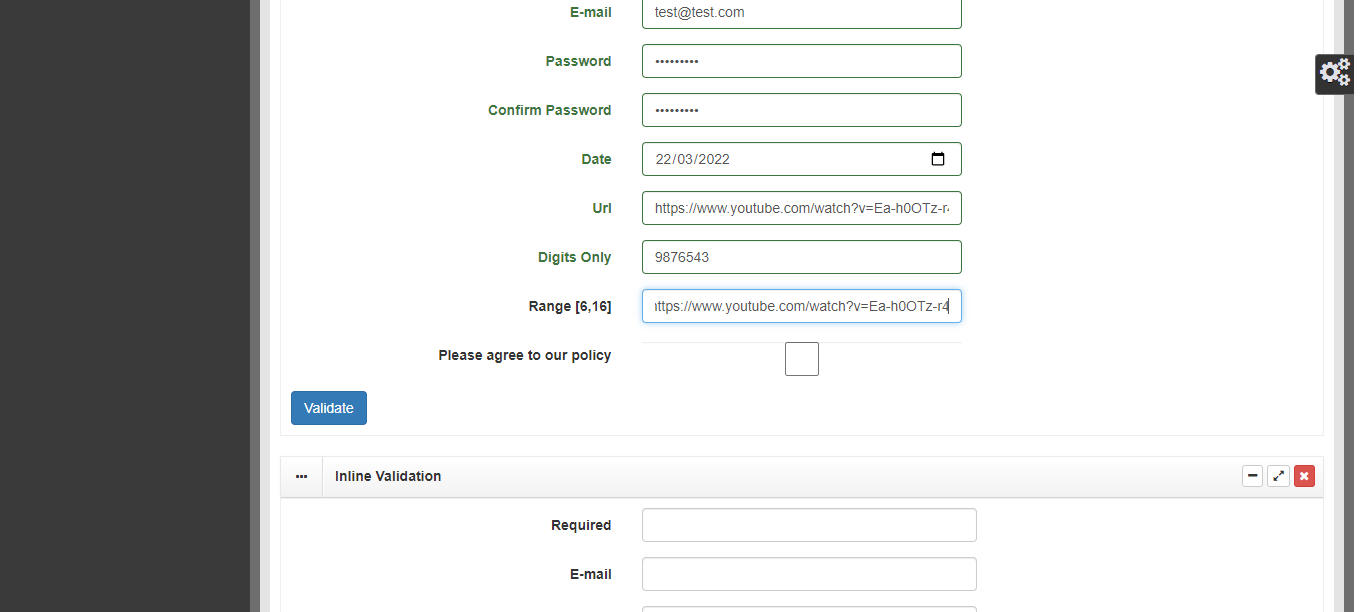 E-mail test@test.com
Password •••••••••
Confirm Password •••••••••
Date 22/03/2022
Url https://www.youtube.com/watch?v=Ea-h0OTz-r
Digits Only 9876543
Range [6,16] ttps://www.youtube.com/watch?v=Ea-h0OTz-r4
Please agree to our policy
Validate
Inline Validation
Required
E-mail